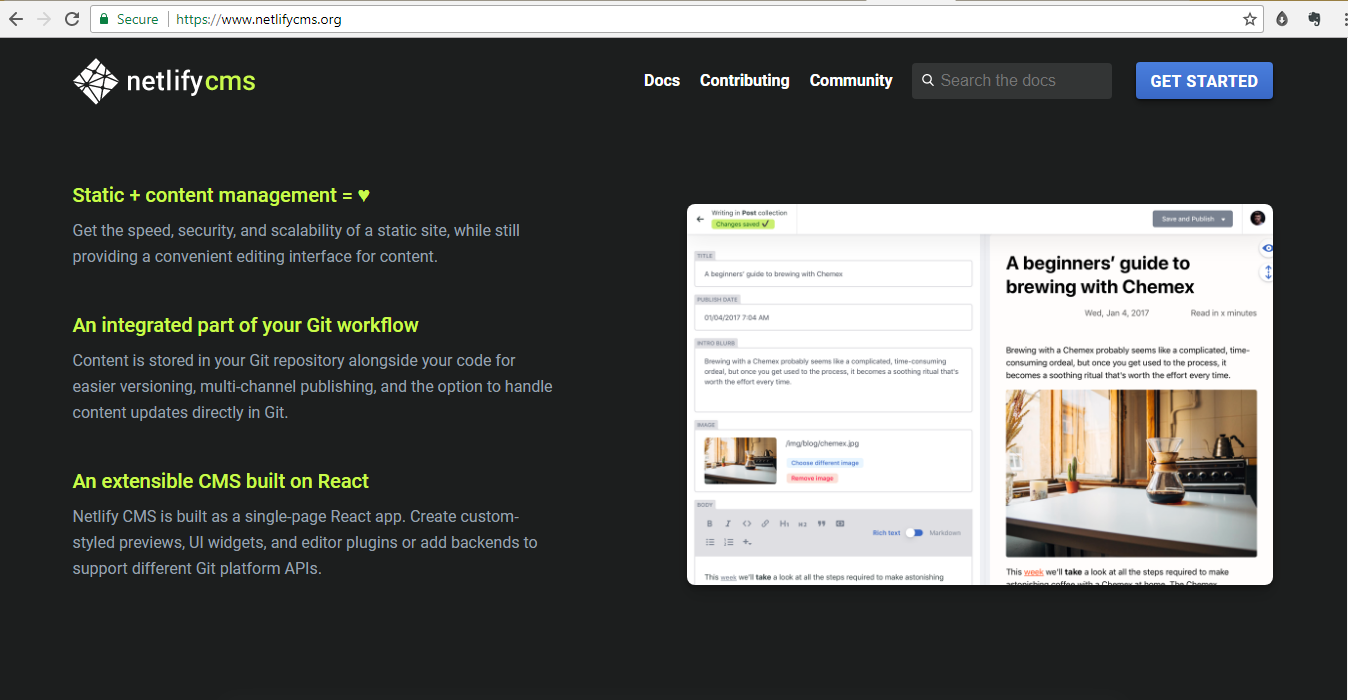 Secure | https://www.netlifycms.org
netlifycms
Docs Contributing Community Search the docs GET STARTED
Static + content management = ♥
Get the speed, security, and scalability of a static site, while still
providing a convenient editing interface for content.
An integrated part of your Git workflow
Content is stored in your Git repository alongside your code for
easier versioning, multi-channel publishing, and the option to handle
content updates directly in Git.
An extensible CMS built on React
Netlify CMS is built as a single-page React app. Create custom-
styled previews, UI widgets, and editor plugins or add backends to
support different Git platform APIs.
Writing in Post collection
Changes saved ✓
Save and Publish
TITLE
A beginners' guide to brewing with Chemex
PUBLISH DATE
01/04/2017 7:04 AM
INTRO BLURB
Brewing with a Chemex probably seems like a complicated, time-consuming
ordeal, but once you get used to the process, it becomes a soothing ritual that's
worth the effort every time.
IMAGE
/img/blog/chemex.jpg
Choose different image
Remove image
BODY
B I <> H1 H2 ❞
Rich text Markdown
This week we'll take a look at all the steps required to make astonishing
A beginners' guide to
brewing with Chemex
Wed, Jan 4, 2017 Read in x minutes
Brewing with a Chemex probably seems like a complicated, time-
consuming ordeal, but once you get used to the process, it
becomes a soothing ritual that's worth the effort every time.
This week we'll take a look at all the steps required to make
astonishing coffee with a Chemex at home. The Chemex